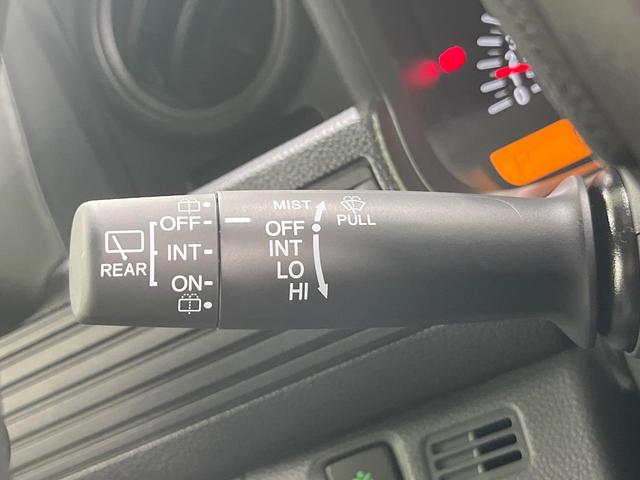 OFF
INT
ON
REAR
MIST
OFF
INT
LO
HI
PULL
P